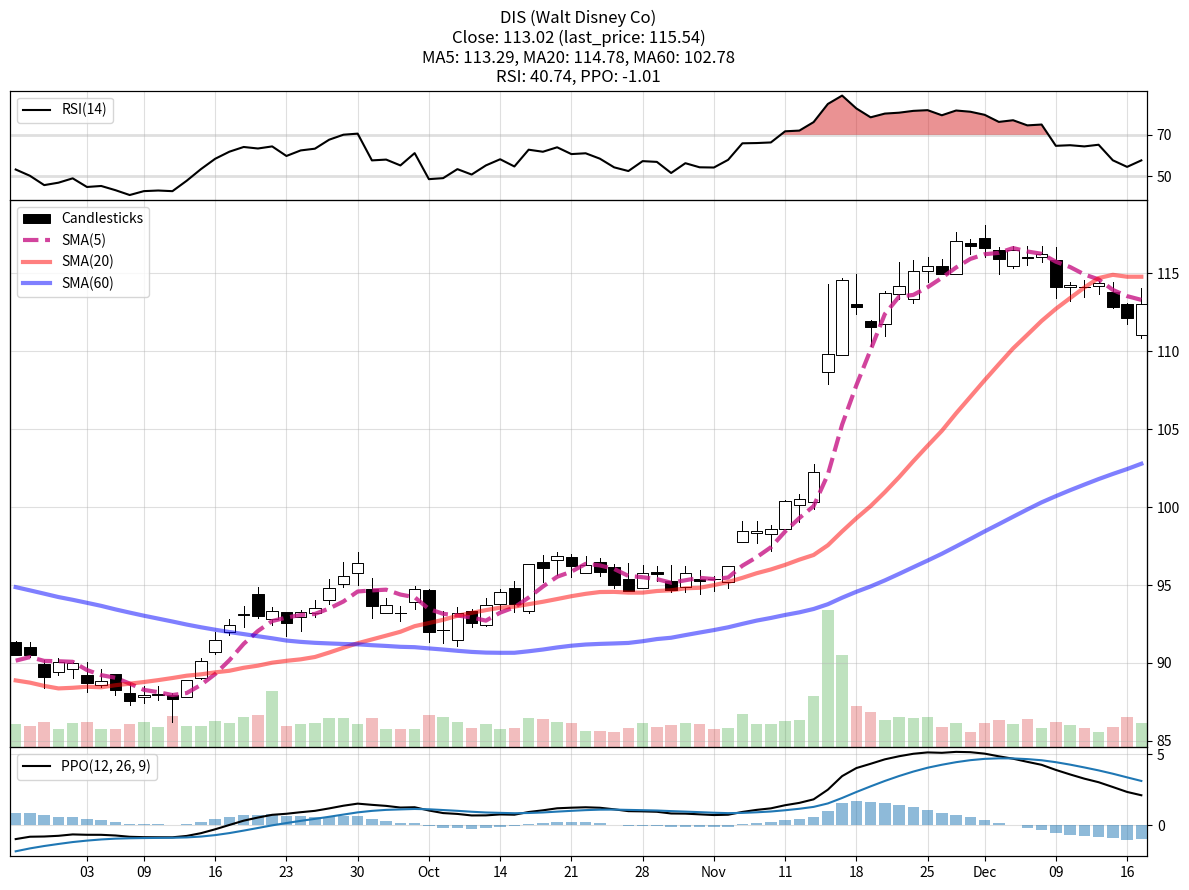 DIS (Walt Disney Co)
Close: 113.02 (last_price: 115.54)
MA5: 113.29, MA20: 114.78, MA60: 102.78
RSI: 40.74, PPO: -1.01
RSI(14)
70
50
Candlesticks
SMA(5)
SMA(20)
SMA(60)
115
110
105
100
95
90
85
PPO(12, 26, 9)
5
0
03 09 16 23 30 Oct 14 21 28 Nov 11 18 25 Dec 09 16